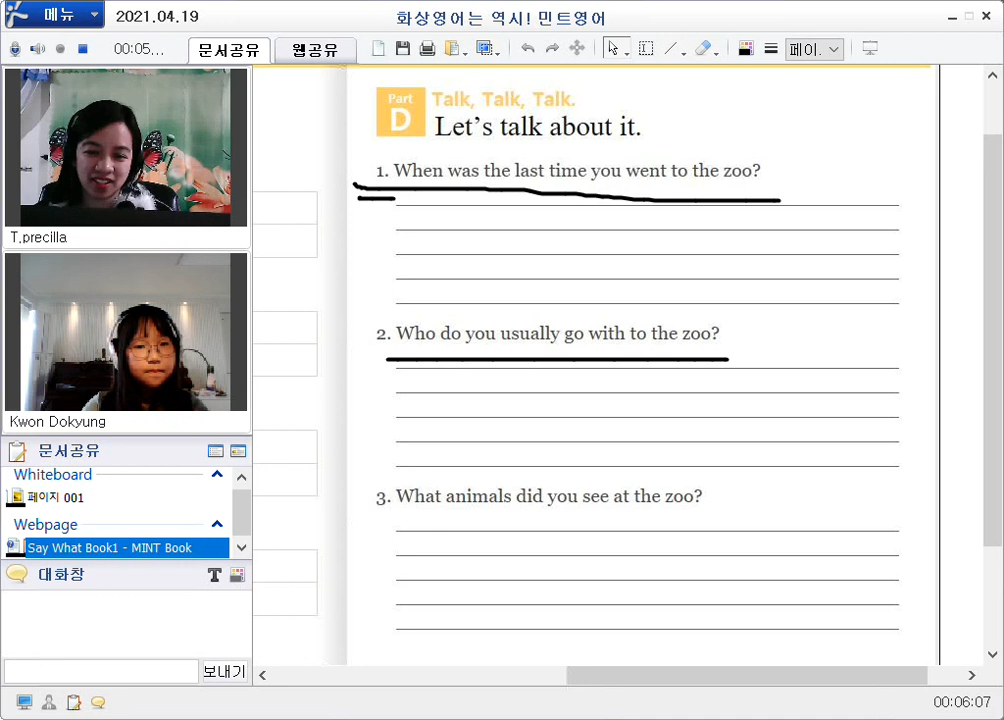 메뉴
2021.04.19
화상영어는 역시! 민트영어
00:05...
문서공유
웹공유
페이.
T.precilla
Kwon Dokyung
문서공유
Whiteboard
페이지 001
Webpage
Say What Book1 - MINT Book
대화창
보내기
Part
D
Talk, Talk, Talk.
Let's talk about it.
1. When was the last time you went to the zoo?
2. Who do you usually go with to the zoo?
3. What animals did you see at the zoo?
00:06:07